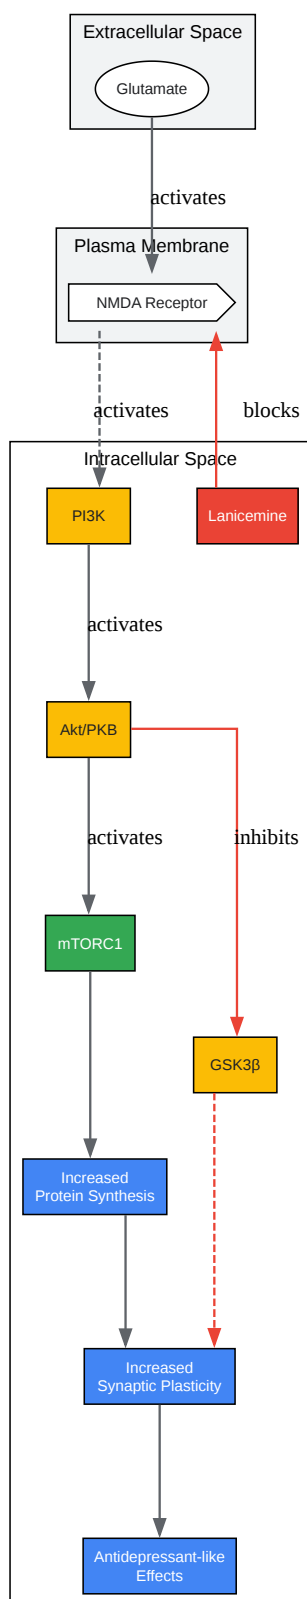 Extracellular Space
Glutamate
activates
Plasma Membrane
NMDA Receptor
activates
blocks
Intracellular Space
PI3K
Lanicemine
activates
Akt/PKB
activates
inhibits
mTORC1
GSK3β
Increased
Protein Synthesis
Increased
Synaptic Plasticity
Antidepressant-like
Effects